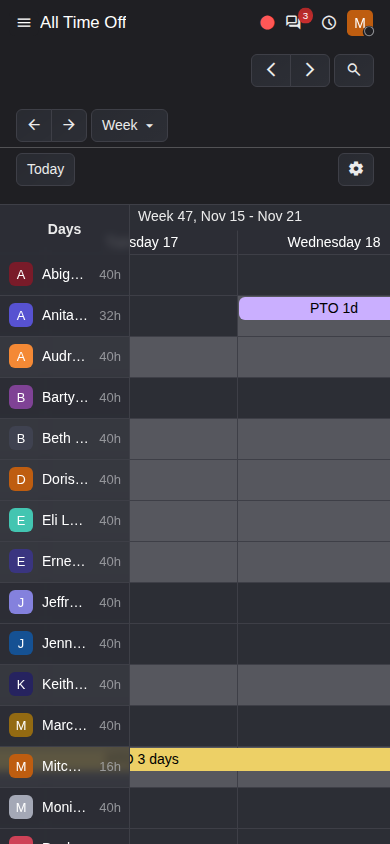 All Time Off
3
M
Week
Today
Days
Week 47, Nov 15 - Nov 21
sday 17
Wednesday 18
A Abig… 40h
A Anita… 32h
PTO 1d
A Audr… 40h
B Barty… 40h
B Beth … 40h
D Doris… 40h
E Eli L… 40h
E Erne… 40h
J Jeffr… 40h
J Jenn… 40h
K Keith… 40h
M Marc… 40h
M Mitc… 16h
3 days
M Moni… 40h